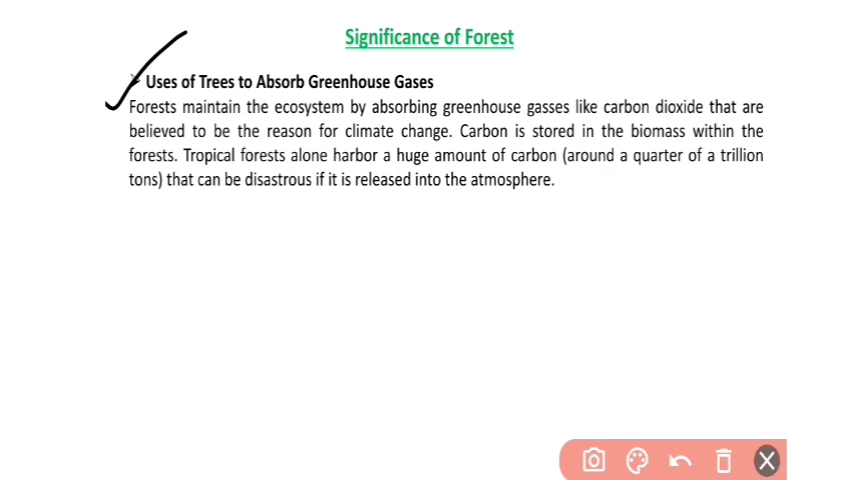 Significance of Forest
Uses of Trees to Absorb Greenhouse Gases
Forests maintain the ecosystem by absorbing greenhouse gasses like carbon dioxide that are
believed to be the reason for climate change. Carbon is stored in the biomass within the
forests. Tropical forests alone harbor a huge amount of carbon (around a quarter of a trillion
tons) that can be disastrous if it is released into the atmosphere.